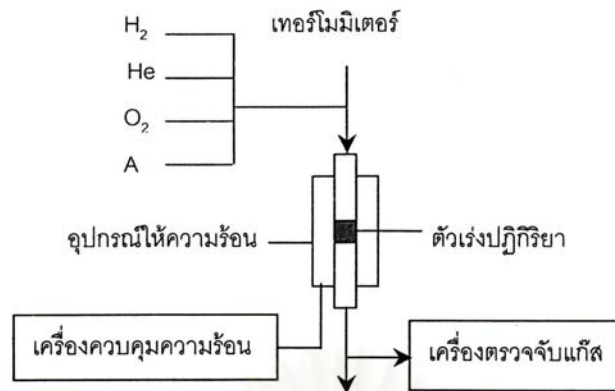 H₂
เทอร์โมมิเตอร์
He
O₂
A
อุปกรณ์ให้ความร้อน
ตัวเร่งปฏิกิริยา
เครื่องควบคุมความร้อน
เครื่องตรวจจับแก๊ส